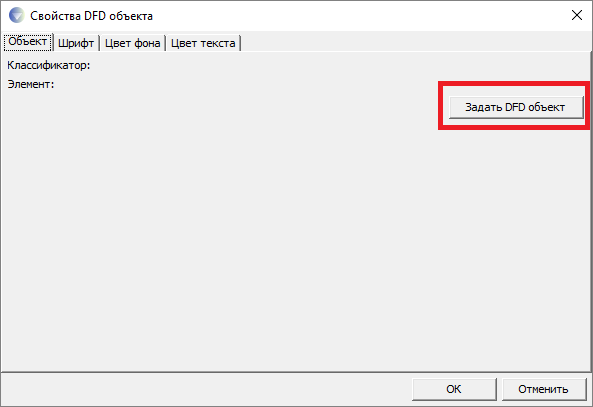 Свойства DFD объекта
Объект Шрифт Цвет фона Цвет текста
Классификатор:
Элемент:
Задать DFD объект
OK Отменить